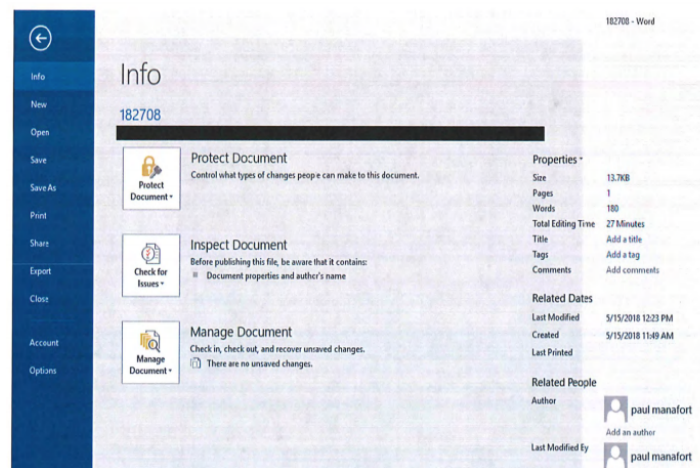 182708 - Word
Info
New
Open
Save
Save As
Print
Share
Export
Close
Account
Options
Info
182708
Protect Document
Control what types of changes people can make to this document.
Protect
Document
Inspect Document
Before publishing this file, be aware that it contains:
Document properties and author's name
Check for
Issues
Manage Document
Check in, check out, and recover unsaved changes.
There are no unsaved changes.
Manage
Document
Properties
Size 13.7KB
Pages 1
Words 180
Total Editing Time 27 Minutes
Title Add a title
Tags Add a tag
Comments Add comments
Related Dates
Last Modified 5/15/2018 12:23 PM
Created 5/15/2018 11:49 AM
Last Printed
Related People
Author paul manafort
Add an author
Last Modified By paul manafort